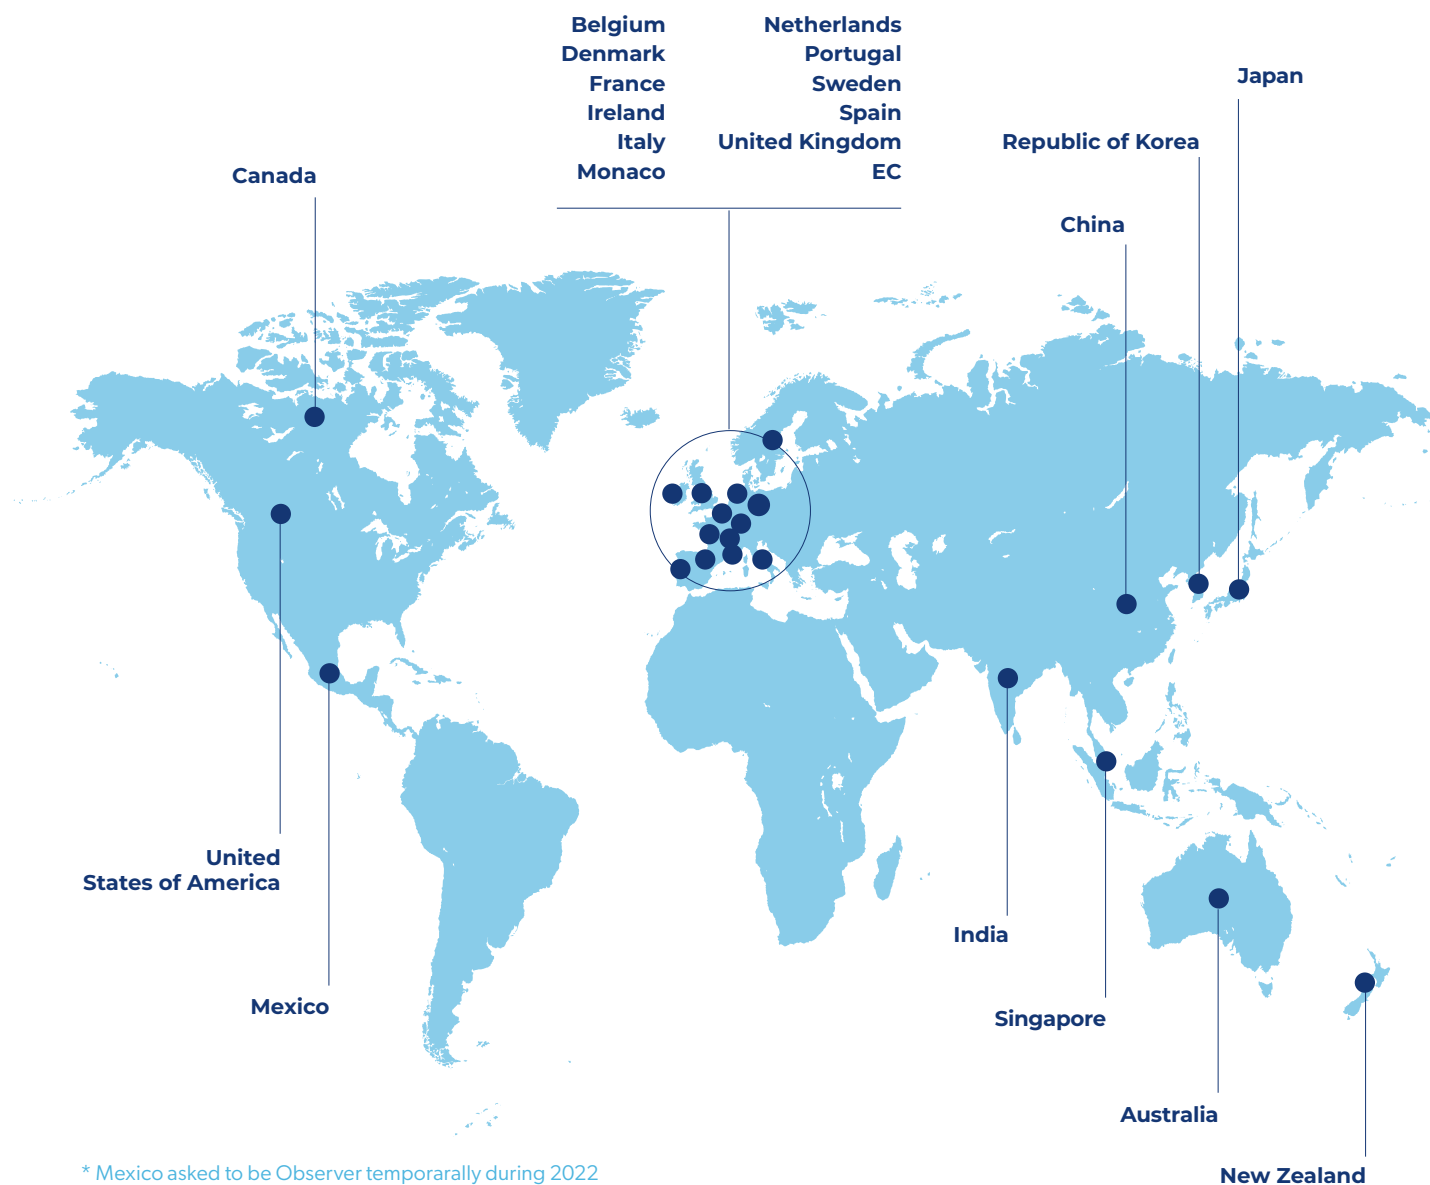 Belgium
Denmark
France
Ireland
Italy
Monaco
Netherlands
Portugal
Sweden
Spain
United Kingdom
EC
Japan
Republic of Korea
Canada
China
United
States of America
India
Mexico
Singapore
Australia
New Zealand
* Mexico asked to be Observer temporarally during 2022